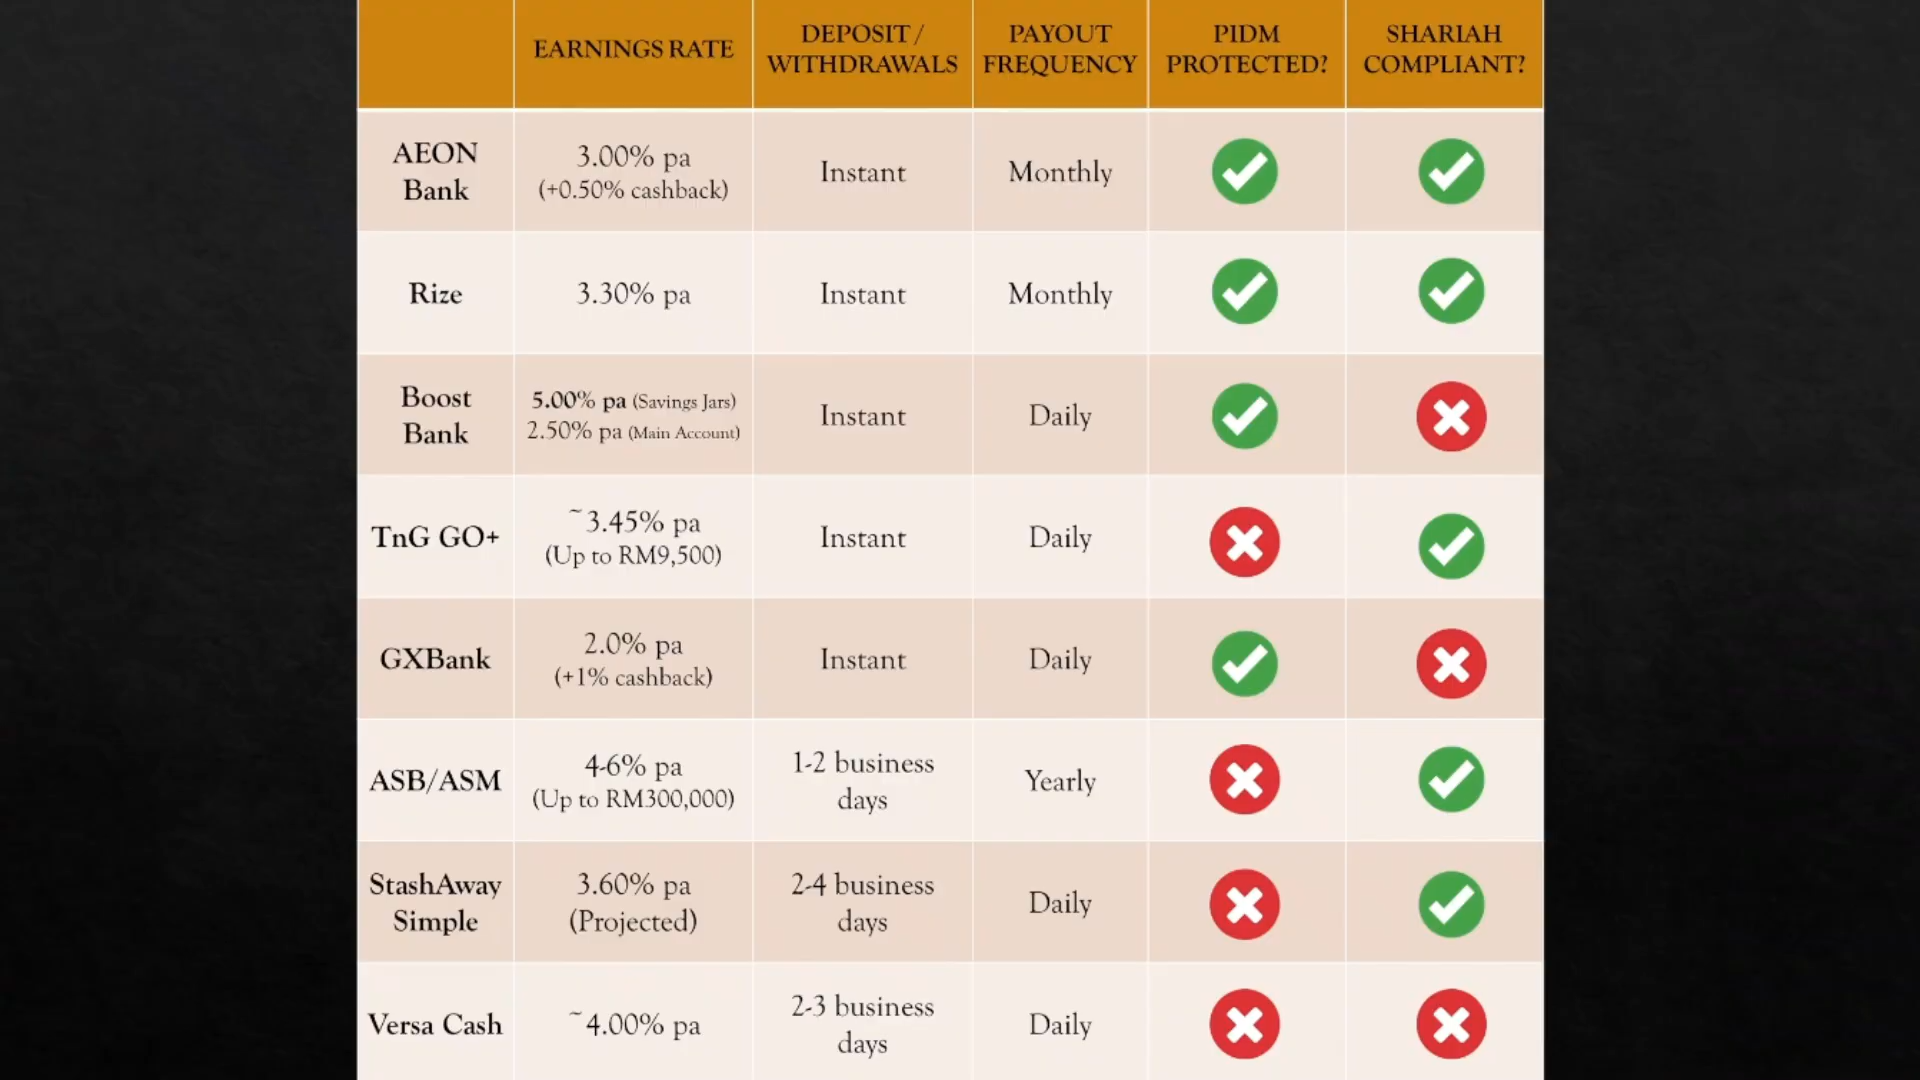 EARNINGS RATE
DEPOSIT /
WITHDRAWALS
PAYOUT
FREQUENCY
PIDM
PROTECTED?
SHARIAH
COMPLIANT?
AEON
Bank
3.00% pa
(+0.50% cashback)
Instant
Monthly
Rize
3.30% pa
Instant
Monthly
Boost
Bank
5.00% pa (Savings Jars)
2.50% pa (Main Account)
Instant
Daily
TnG GO+
~3.45% pa
(Up to RM9,500)
Instant
Daily
GXBank
2.0% pa
(+1% cashback)
Instant
Daily
ASB/ASM
4-6% pa
(Up to RM300,000)
1-2 business
days
Yearly
StashAway
Simple
3.60% pa
(Projected)
2-4 business
days
Daily
Versa Cash
~4.00% pa
2-3 business
days
Daily